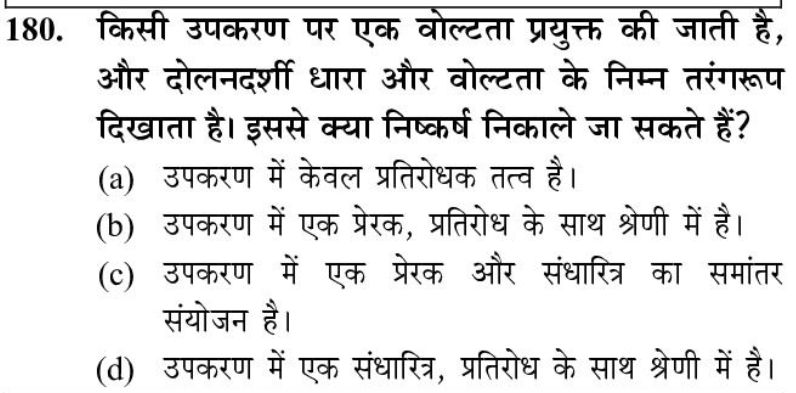 180. किसी उपकरण पर एक वोल्टता प्रयुक्त की जाती है,
और दोलनदर्शी धारा और वोल्टता के निम्न तरंगरूप
दिखाता है। इससे क्या निष्कर्ष निकाले जा सकते हैं?
(a) उपकरण में केवल प्रतिरोधक तत्व है।
(b) उपकरण में एक प्रेरक, प्रतिरोध के साथ श्रेणी में है।
(c) उपकरण में एक प्रेरक और संधारित्र का समांतर
संयोजन है।
(d) उपकरण में एक संधारित्र, प्रतिरोध के साथ श्रेणी में है।